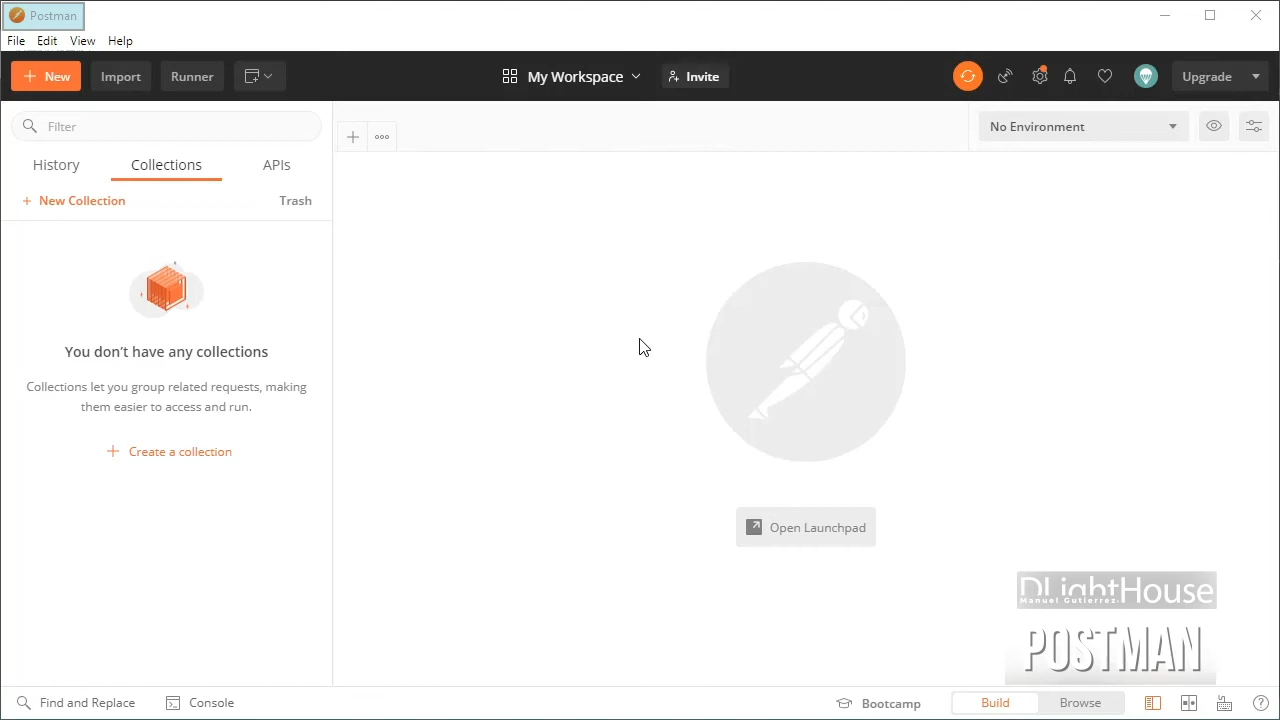 Postman
File Edit View Help
New Import Runner My Workspace Invite Upgrade
Filter
No Environment
History Collections APIs
+ New Collection Trash
You don’t have any collections
Collections let you group related requests, making
them easier to access and run.
+ Create a collection
Open Launchpad
DLightHouse
Manuel Gutierrez
POSTMAN
Find and Replace Console Bootcamp Build Browse